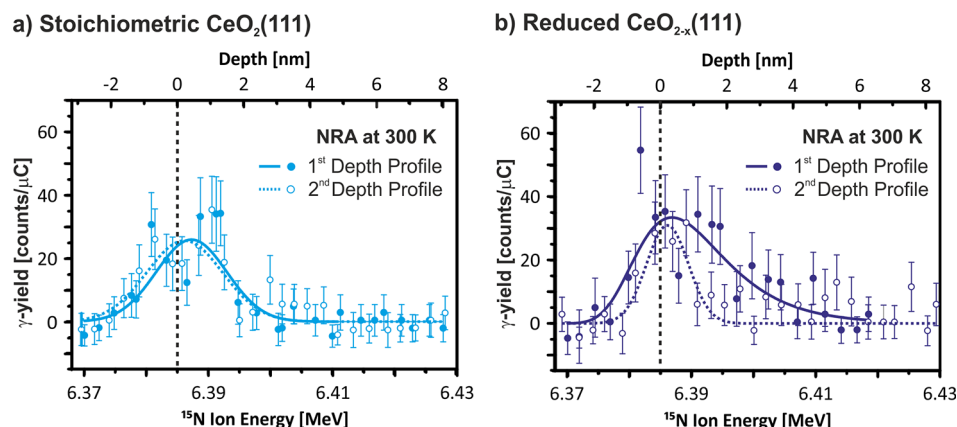 a) Stoichiometric CeO₂(111)
Depth [nm]
-2 0 2 4 6 8
NRA at 300 K
1ˢᵗ Depth Profile
2ⁿᵈ Depth Profile
γ-yield [counts/μC]
60
40
20
0
6.37 6.39 6.41 6.43
¹⁵N Ion Energy [MeV]
b) Reduced CeO₂₋ₓ(111)
Depth [nm]
-2 0 2 4 6 8
NRA at 300 K
1ˢᵗ Depth Profile
2ⁿᵈ Depth Profile
γ-yield [counts/μC]
60
40
20
0
6.37 6.39 6.41 6.43
¹⁵N Ion Energy [MeV]